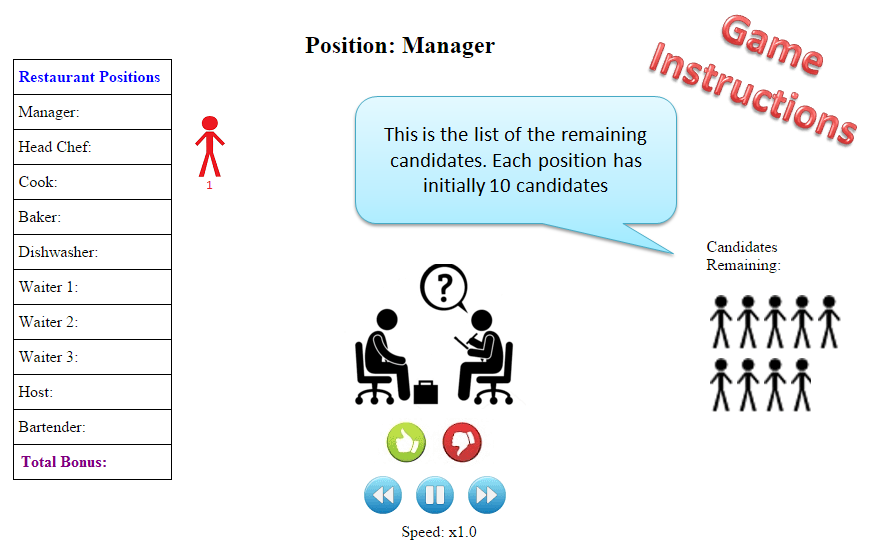 Position: Manager
Game
Instructions
Restaurant Positions
Manager:
Head Chef:
Cook:
Baker:
Dishwasher:
Waiter 1:
Waiter 2:
Waiter 3:
Host:
Bartender:
Total Bonus:
1
This is the list of the remaining
candidates. Each position has
initially 10 candidates
Candidates
Remaining:
?
Speed: x1.0